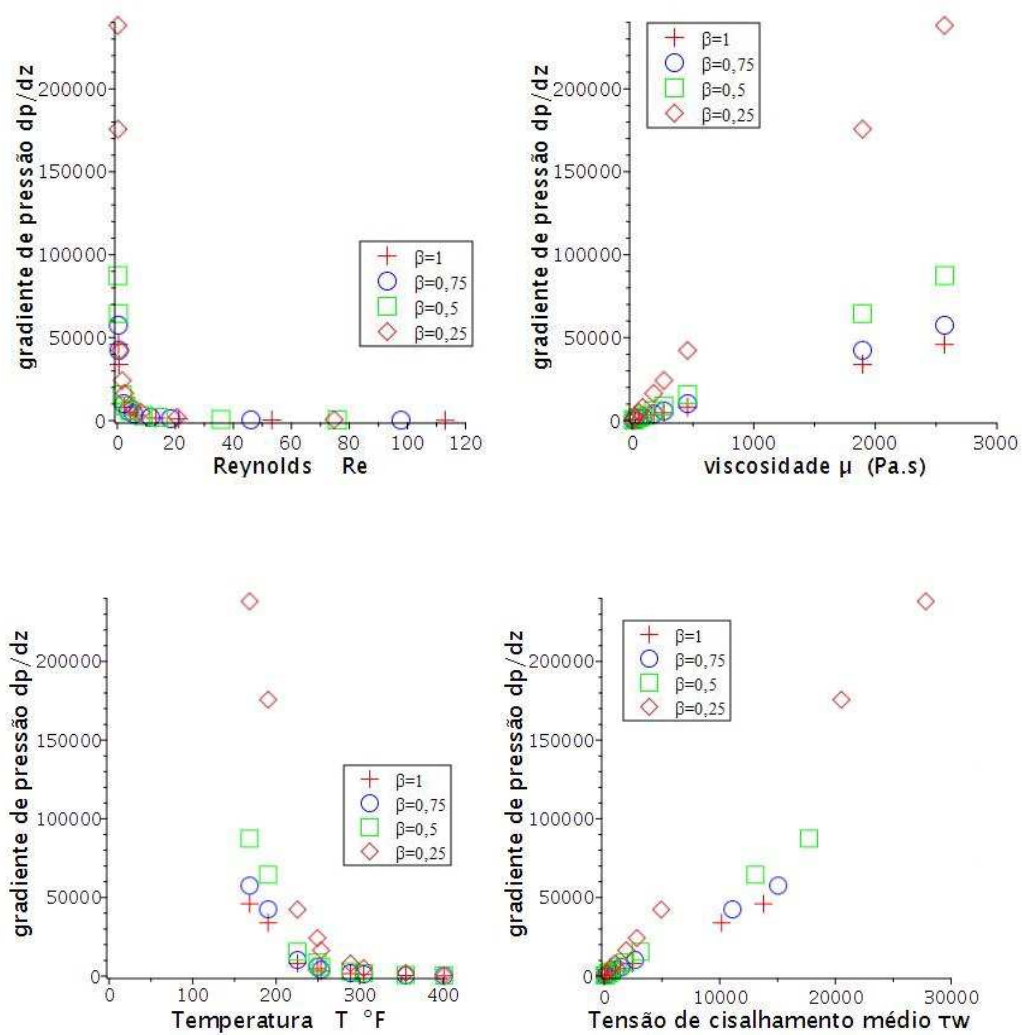 gradiente de pressão dp/dz
200000
150000
100000
50000
0
0 20 40 60 80 100 120
Reynolds Re
β=1
β=0,75
β=0,5
β=0,25
gradiente de pressão dp/dz
200000
150000
100000
50000
0
0 1000 2000 3000
viscosidade μ (Pa.s)
β=1
β=0,75
β=0,5
β=0,25
gradiente de pressão dp/dz
200000
150000
100000
50000
0
0 100 200 300 400
Temperatura T °F
β=1
β=0,75
β=0,5
β=0,25
gradiente de pressão dp/dz
200000
150000
100000
50000
0
0 10000 20000 30000
Tensão de cisalhamento médio τw
β=1
β=0,75
β=0,5
β=0,25